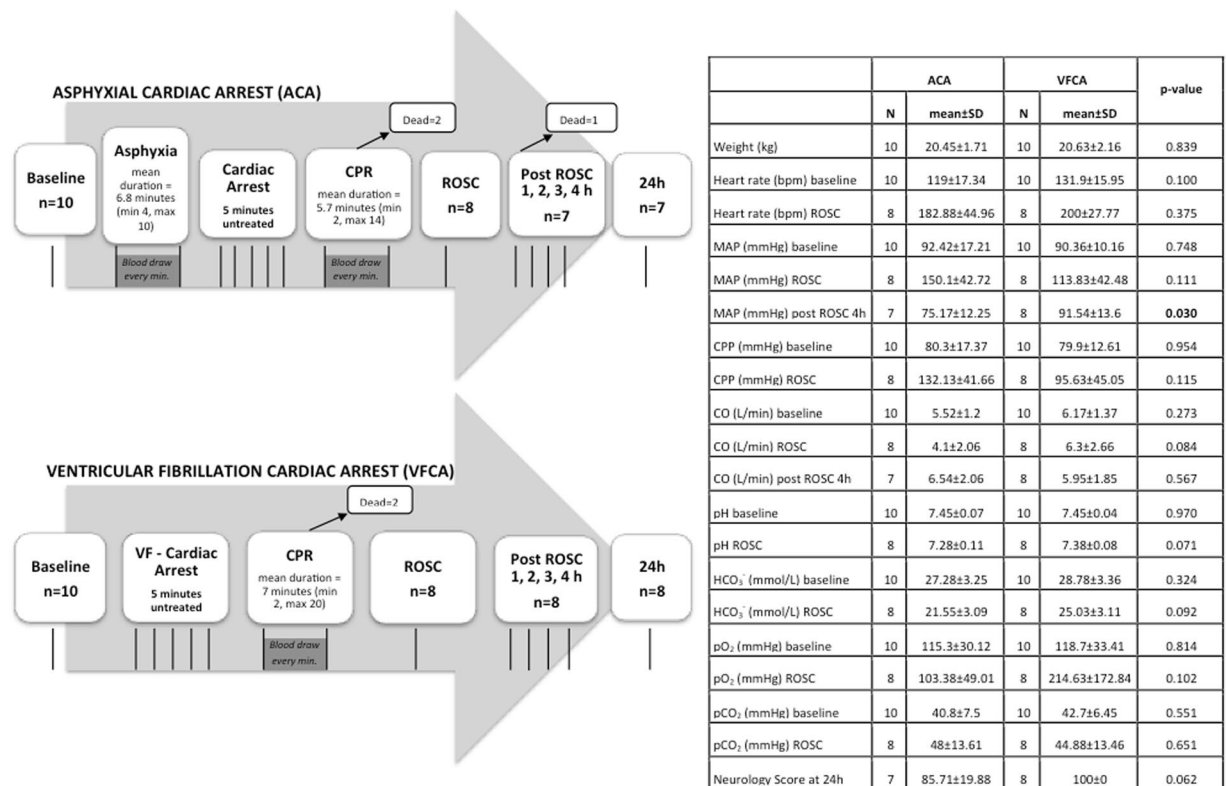 ASPHYXIAL CARDIAC ARREST (ACA)
Dead=2
Dead=1
Baseline
n=10
Asphyxia
mean
duration =
6.8 minutes
(min 4, max
10)
Cardiac
Arrest
5 minutes
untreated
CPR
mean duration =
5.7 minutes (min
2, max 14)
ROSC
n=8
Post ROSC
1, 2, 3, 4 h
n=7
24h
n=7
Blood draw
every min.
Blood draw
every min.
VENTRICULAR FIBRILLATION CARDIAC ARREST (VFCA)
Dead=2
Baseline
n=10
VF - Cardiac
Arrest
5 minutes
untreated
CPR
mean duration =
7 minutes (min
2, max 20)
ROSC
n=8
Post ROSC
1, 2, 3, 4 h
n=8
24h
n=8
Blood draw
every min.
ACA VFCA p-value
N mean±SD N mean±SD
Weight (kg) 10 20.45±1.71 10 20.63±2.16 0.839
Heart rate (bpm) baseline 10 119±17.34 10 131.9±15.95 0.100
Heart rate (bpm) ROSC 8 182.88±44.96 8 200±27.77 0.375
MAP (mmHg) baseline 10 92.42±17.21 10 90.36±10.16 0.748
MAP (mmHg) ROSC 8 150.1±42.72 8 113.83±42.48 0.111
MAP (mmHg) post ROSC 4h 7 75.17±12.25 8 91.54±13.6 0.030
CPP (mmHg) baseline 10 80.3±17.37 10 79.9±12.61 0.954
CPP (mmHg) ROSC 8 132.13±41.66 8 95.63±45.05 0.115
CO (L/min) baseline 10 5.52±1.2 10 6.17±1.37 0.273
CO (L/min) ROSC 8 4.1±2.06 8 6.3±2.66 0.084
CO (L/min) post ROSC 4h 7 6.54±2.06 8 5.95±1.85 0.567
pH baseline 10 7.45±0.07 10 7.45±0.04 0.970
pH ROSC 8 7.28±0.11 8 7.38±0.08 0.071
HCO₃⁻ (mmol/L) baseline 10 27.28±3.25 10 28.78±3.36 0.324
HCO₃⁻ (mmol/L) ROSC 8 21.55±3.09 8 25.03±3.11 0.092
pO₂ (mmHg) baseline 10 115.3±30.12 10 118.7±33.41 0.814
pO₂ (mmHg) ROSC 8 103.38±49.01 8 214.63±172.84 0.102
pCO₂ (mmHg) baseline 10 40.8±7.5 10 42.7±6.45 0.551
pCO₂ (mmHg) ROSC 8 48±13.61 8 44.88±13.46 0.651
Neurology Score at 24h 7 85.71±19.88 8 100±0 0.062